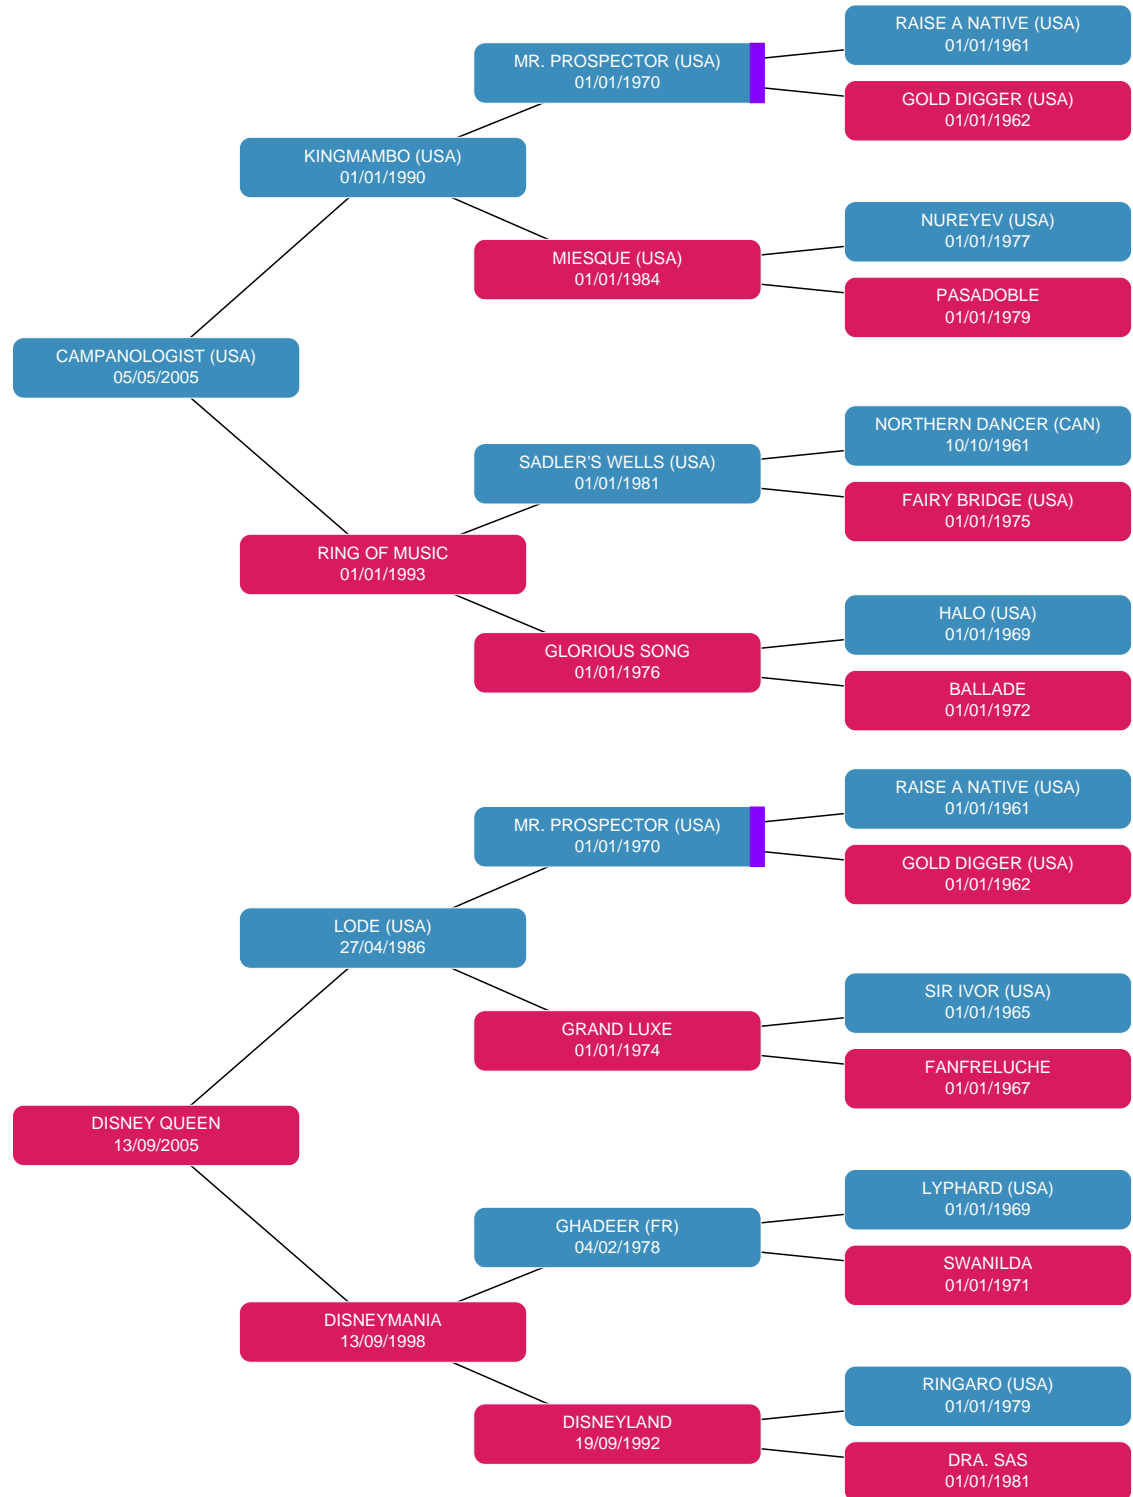 RAISE A NATIVE (USA)
01/01/1961
MR. PROSPECTOR (USA)
01/01/1970
GOLD DIGGER (USA)
01/01/1962
KINGMAMBO (USA)
01/01/1990
NUREYEV (USA)
01/01/1977
MIESQUE (USA)
01/01/1984
PASADOBLE
01/01/1979
CAMPANOLOGIST (USA)
05/05/2005
NORTHERN DANCER (CAN)
10/10/1961
SADLER'S WELLS (USA)
01/01/1981
FAIRY BRIDGE (USA)
01/01/1975
RING OF MUSIC
01/01/1993
HALO (USA)
01/01/1969
GLORIOUS SONG
01/01/1976
BALLADE
01/01/1972
RAISE A NATIVE (USA)
01/01/1961
MR. PROSPECTOR (USA)
01/01/1970
GOLD DIGGER (USA)
01/01/1962
LODE (USA)
27/04/1986
SIR IVOR (USA)
01/01/1965
GRAND LUXE
01/01/1974
FANFRELUCHE
01/01/1967
DISNEY QUEEN
13/09/2005
LYPHARD (USA)
01/01/1969
GHADEER (FR)
04/02/1978
SWANILDA
01/01/1971
DISNEYMANIA
13/09/1998
RINGARO (USA)
01/01/1979
DISNEYLAND
19/09/1992
DRA. SAS
01/01/1981